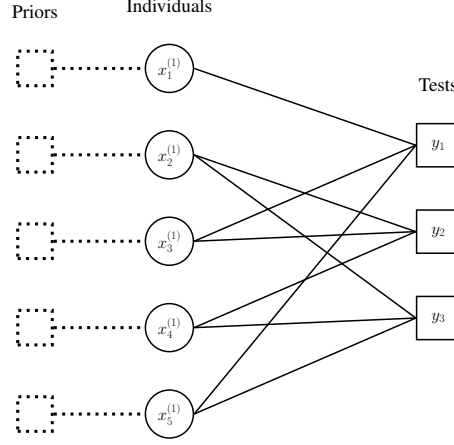 Priors
Individuals
Tests
x_1^{(1)}
x_2^{(1)}
x_3^{(1)}
x_4^{(1)}
x_5^{(1)}
y_1
y_2
y_3